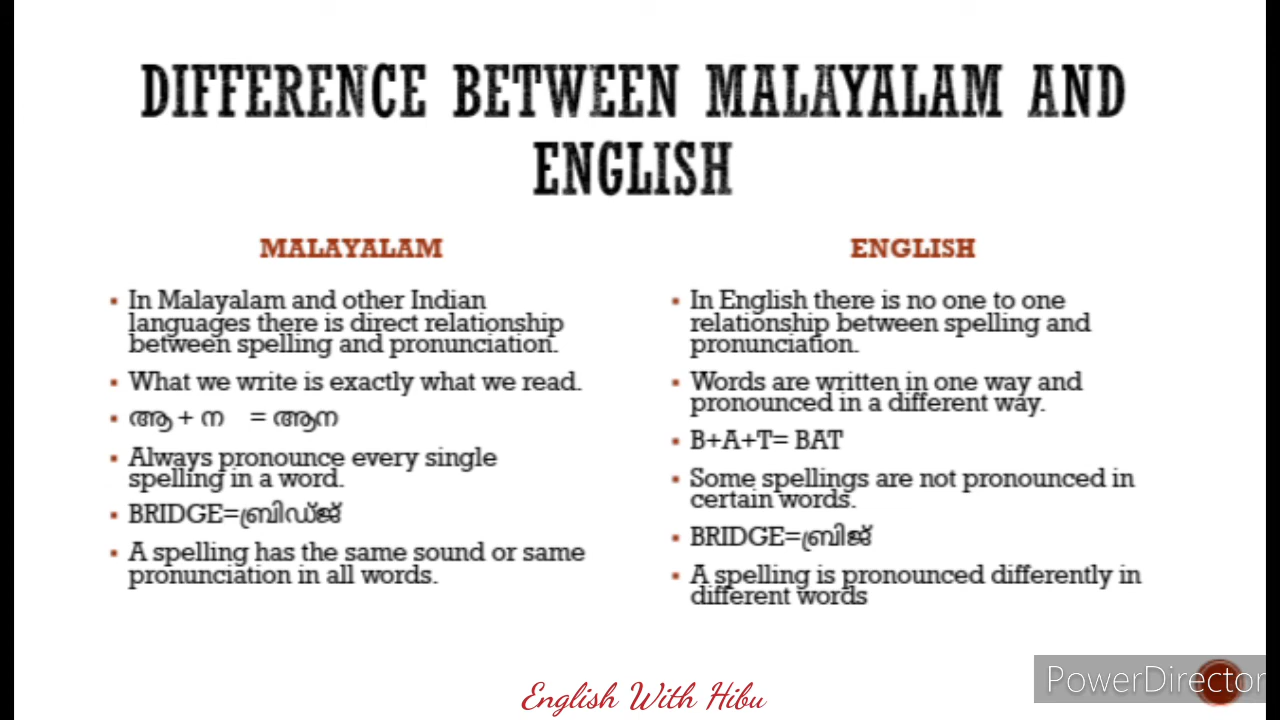 DIFFERENCE BETWEEN MALAYALAM AND
ENGLISH
MALAYALAM
▪ In Malayalam and other Indian
languages there is direct relationship
between spelling and pronunciation.
▪ What we write is exactly what we read.
▪ ആ + ന = ആന
▪ Always pronounce every single
spelling in a word.
▪ BRIDGE=ബ്രിഡ്ജ്
▪ A spelling has the same sound or same
pronunciation in all words.
ENGLISH
▪ In English there is no one to one
relationship between spelling and
pronunciation.
▪ Words are written in one way and
pronounced in a different way.
▪ B+A+T= BAT
▪ Some spellings are not pronounced in
certain words.
▪ BRIDGE=ബ്രിജ്
▪ A spelling is pronounced differently in
different words
English With Hibu
PowerDirector